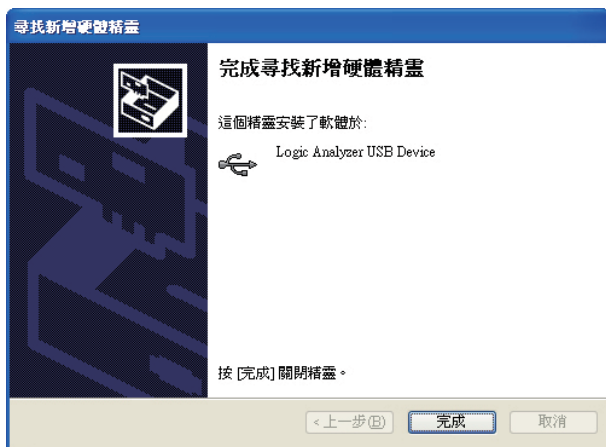 尋找新增硬體精靈
完成尋找新增硬體精靈
這個精靈安裝了軟體於:
Logic Analyzer USB Device
按 [完成] 關閉精靈。
<上一步(B) 完成 取消